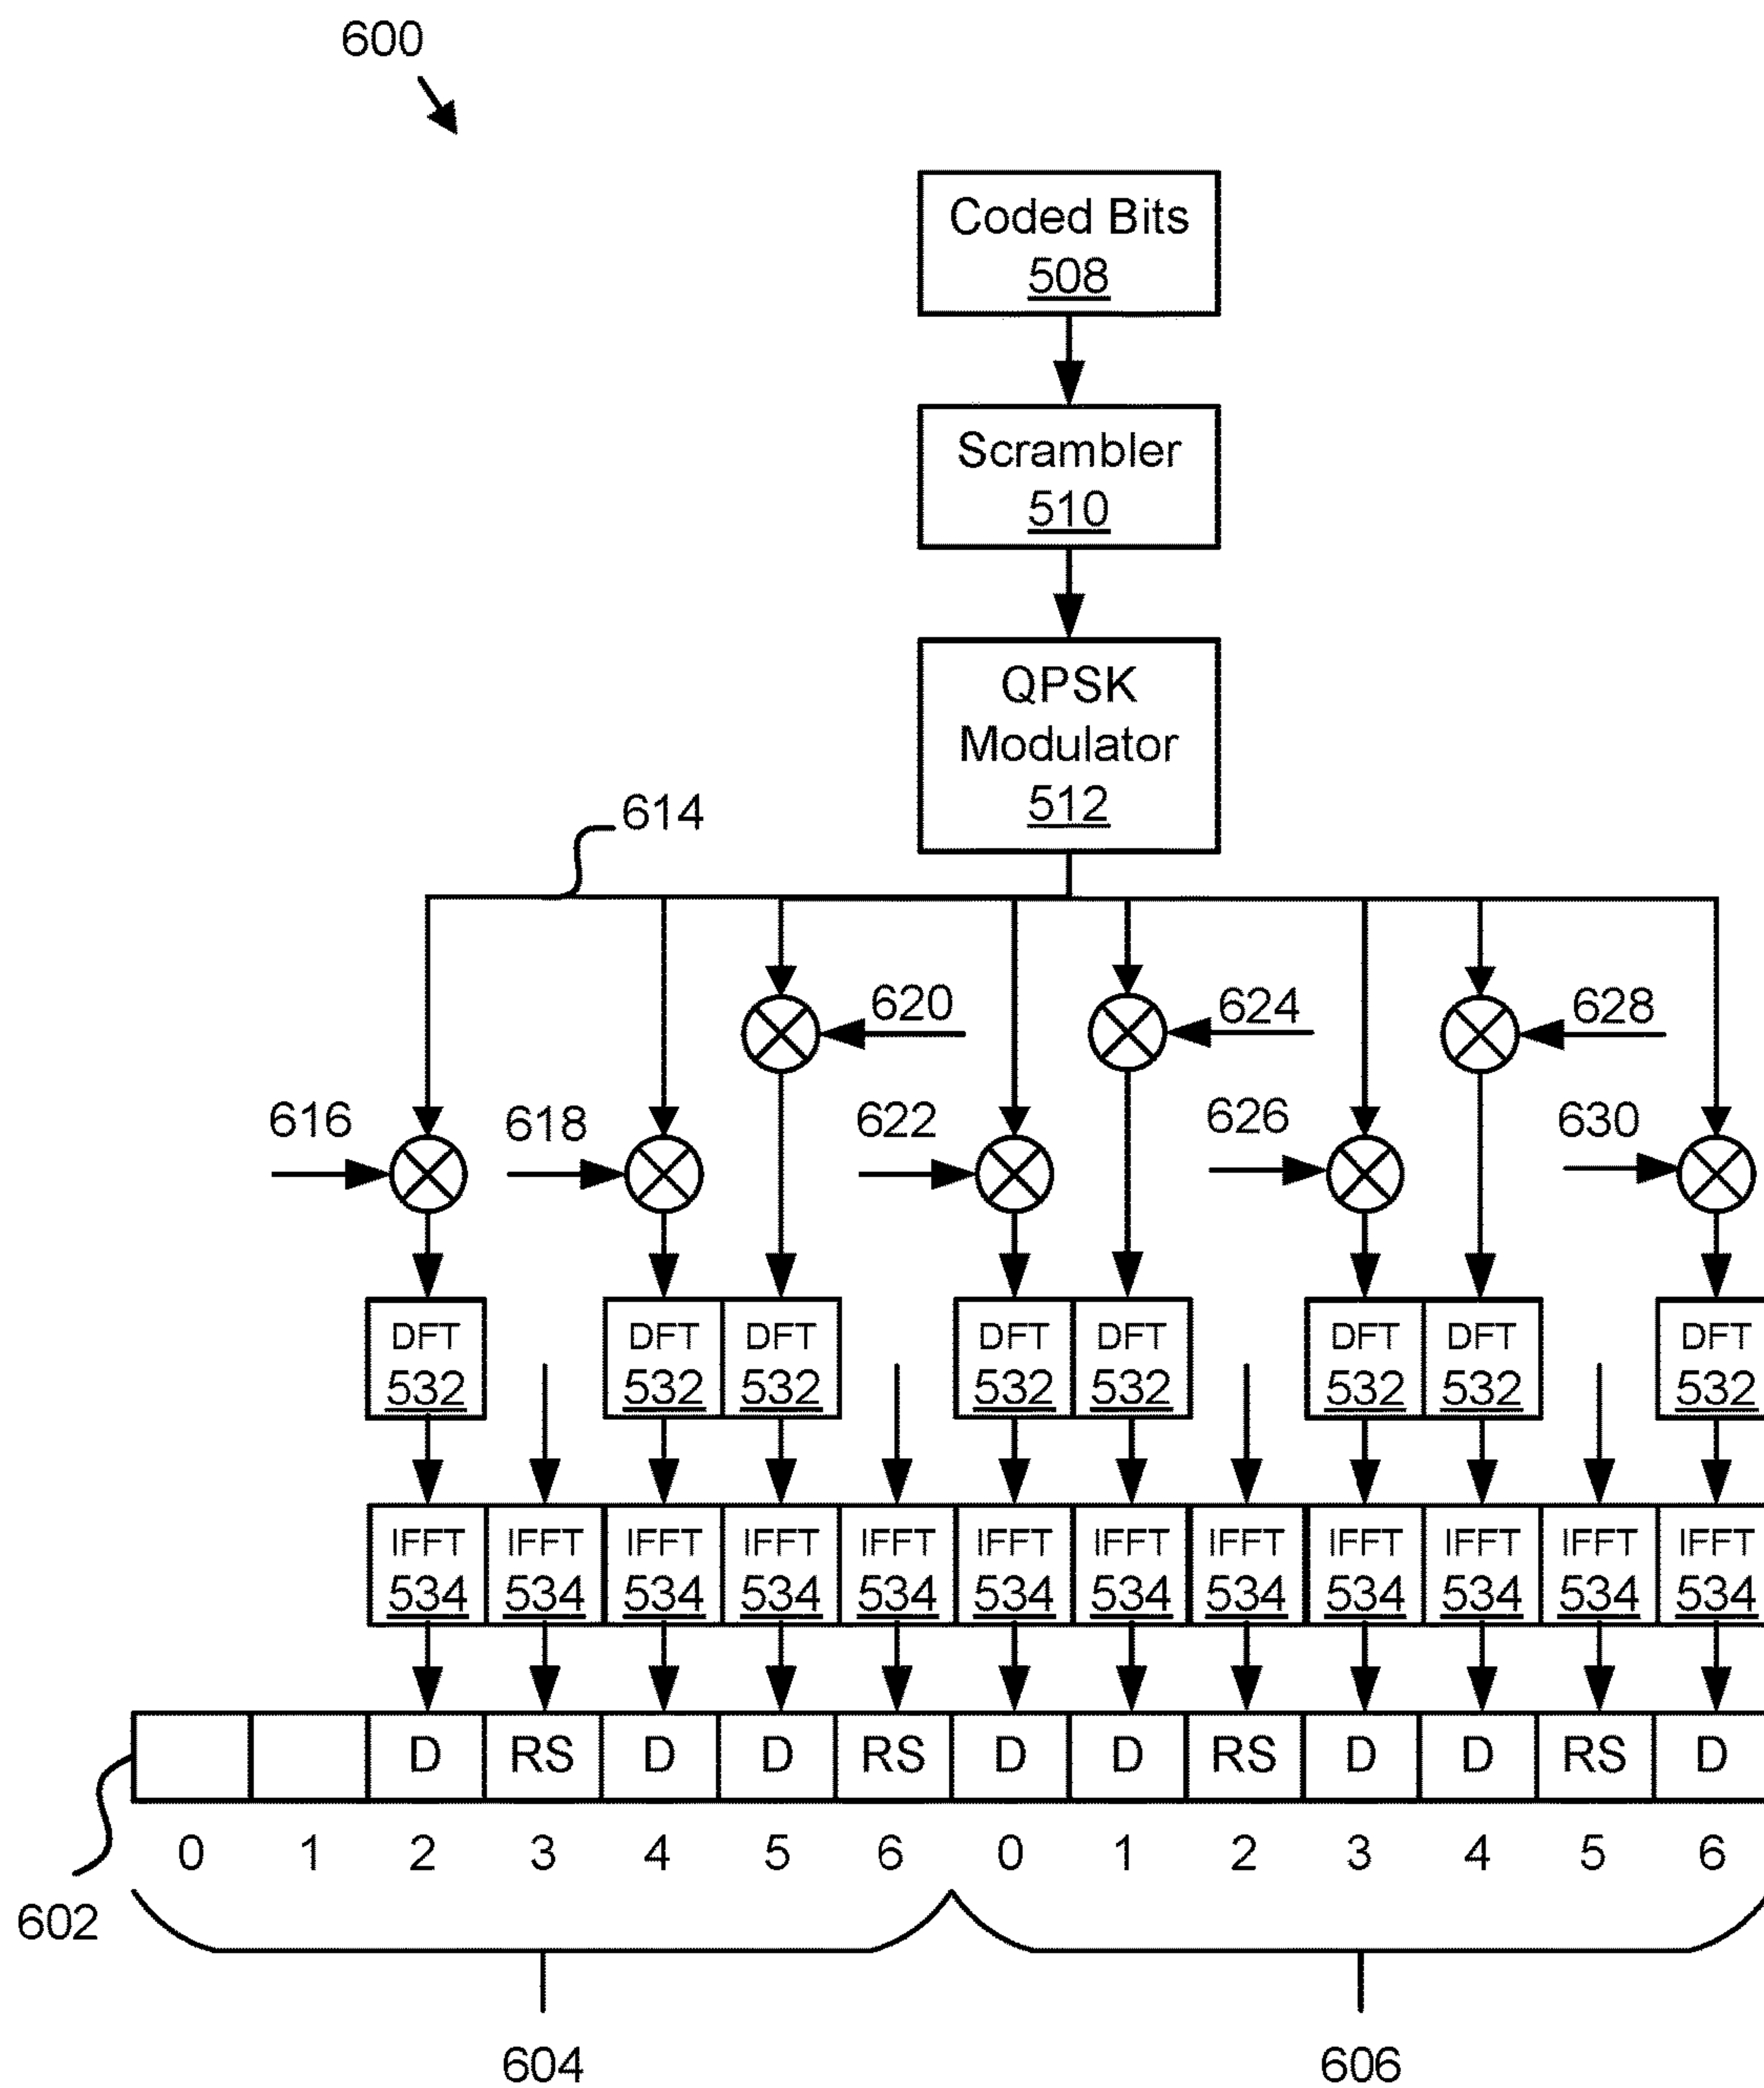 600
Coded Bits
508
Scrambler
510
QPSK
Modulator
512
614
620 624 628
616 618 622 626 630
DFT DFT DFT DFT DFT DFT DFT DFT
532 532 532 532 532 532 532 532
IFFT IFFT IFFT IFFT IFFT IFFT IFFT IFFT IFFT IFFT IFFT IFFT
534 534 534 534 534 534 534 534 534 534 534 534
D RS D D RS D D RS D D RS D
0 1 2 3 4 5 6 0 1 2 3 4 5 6
602
604 606